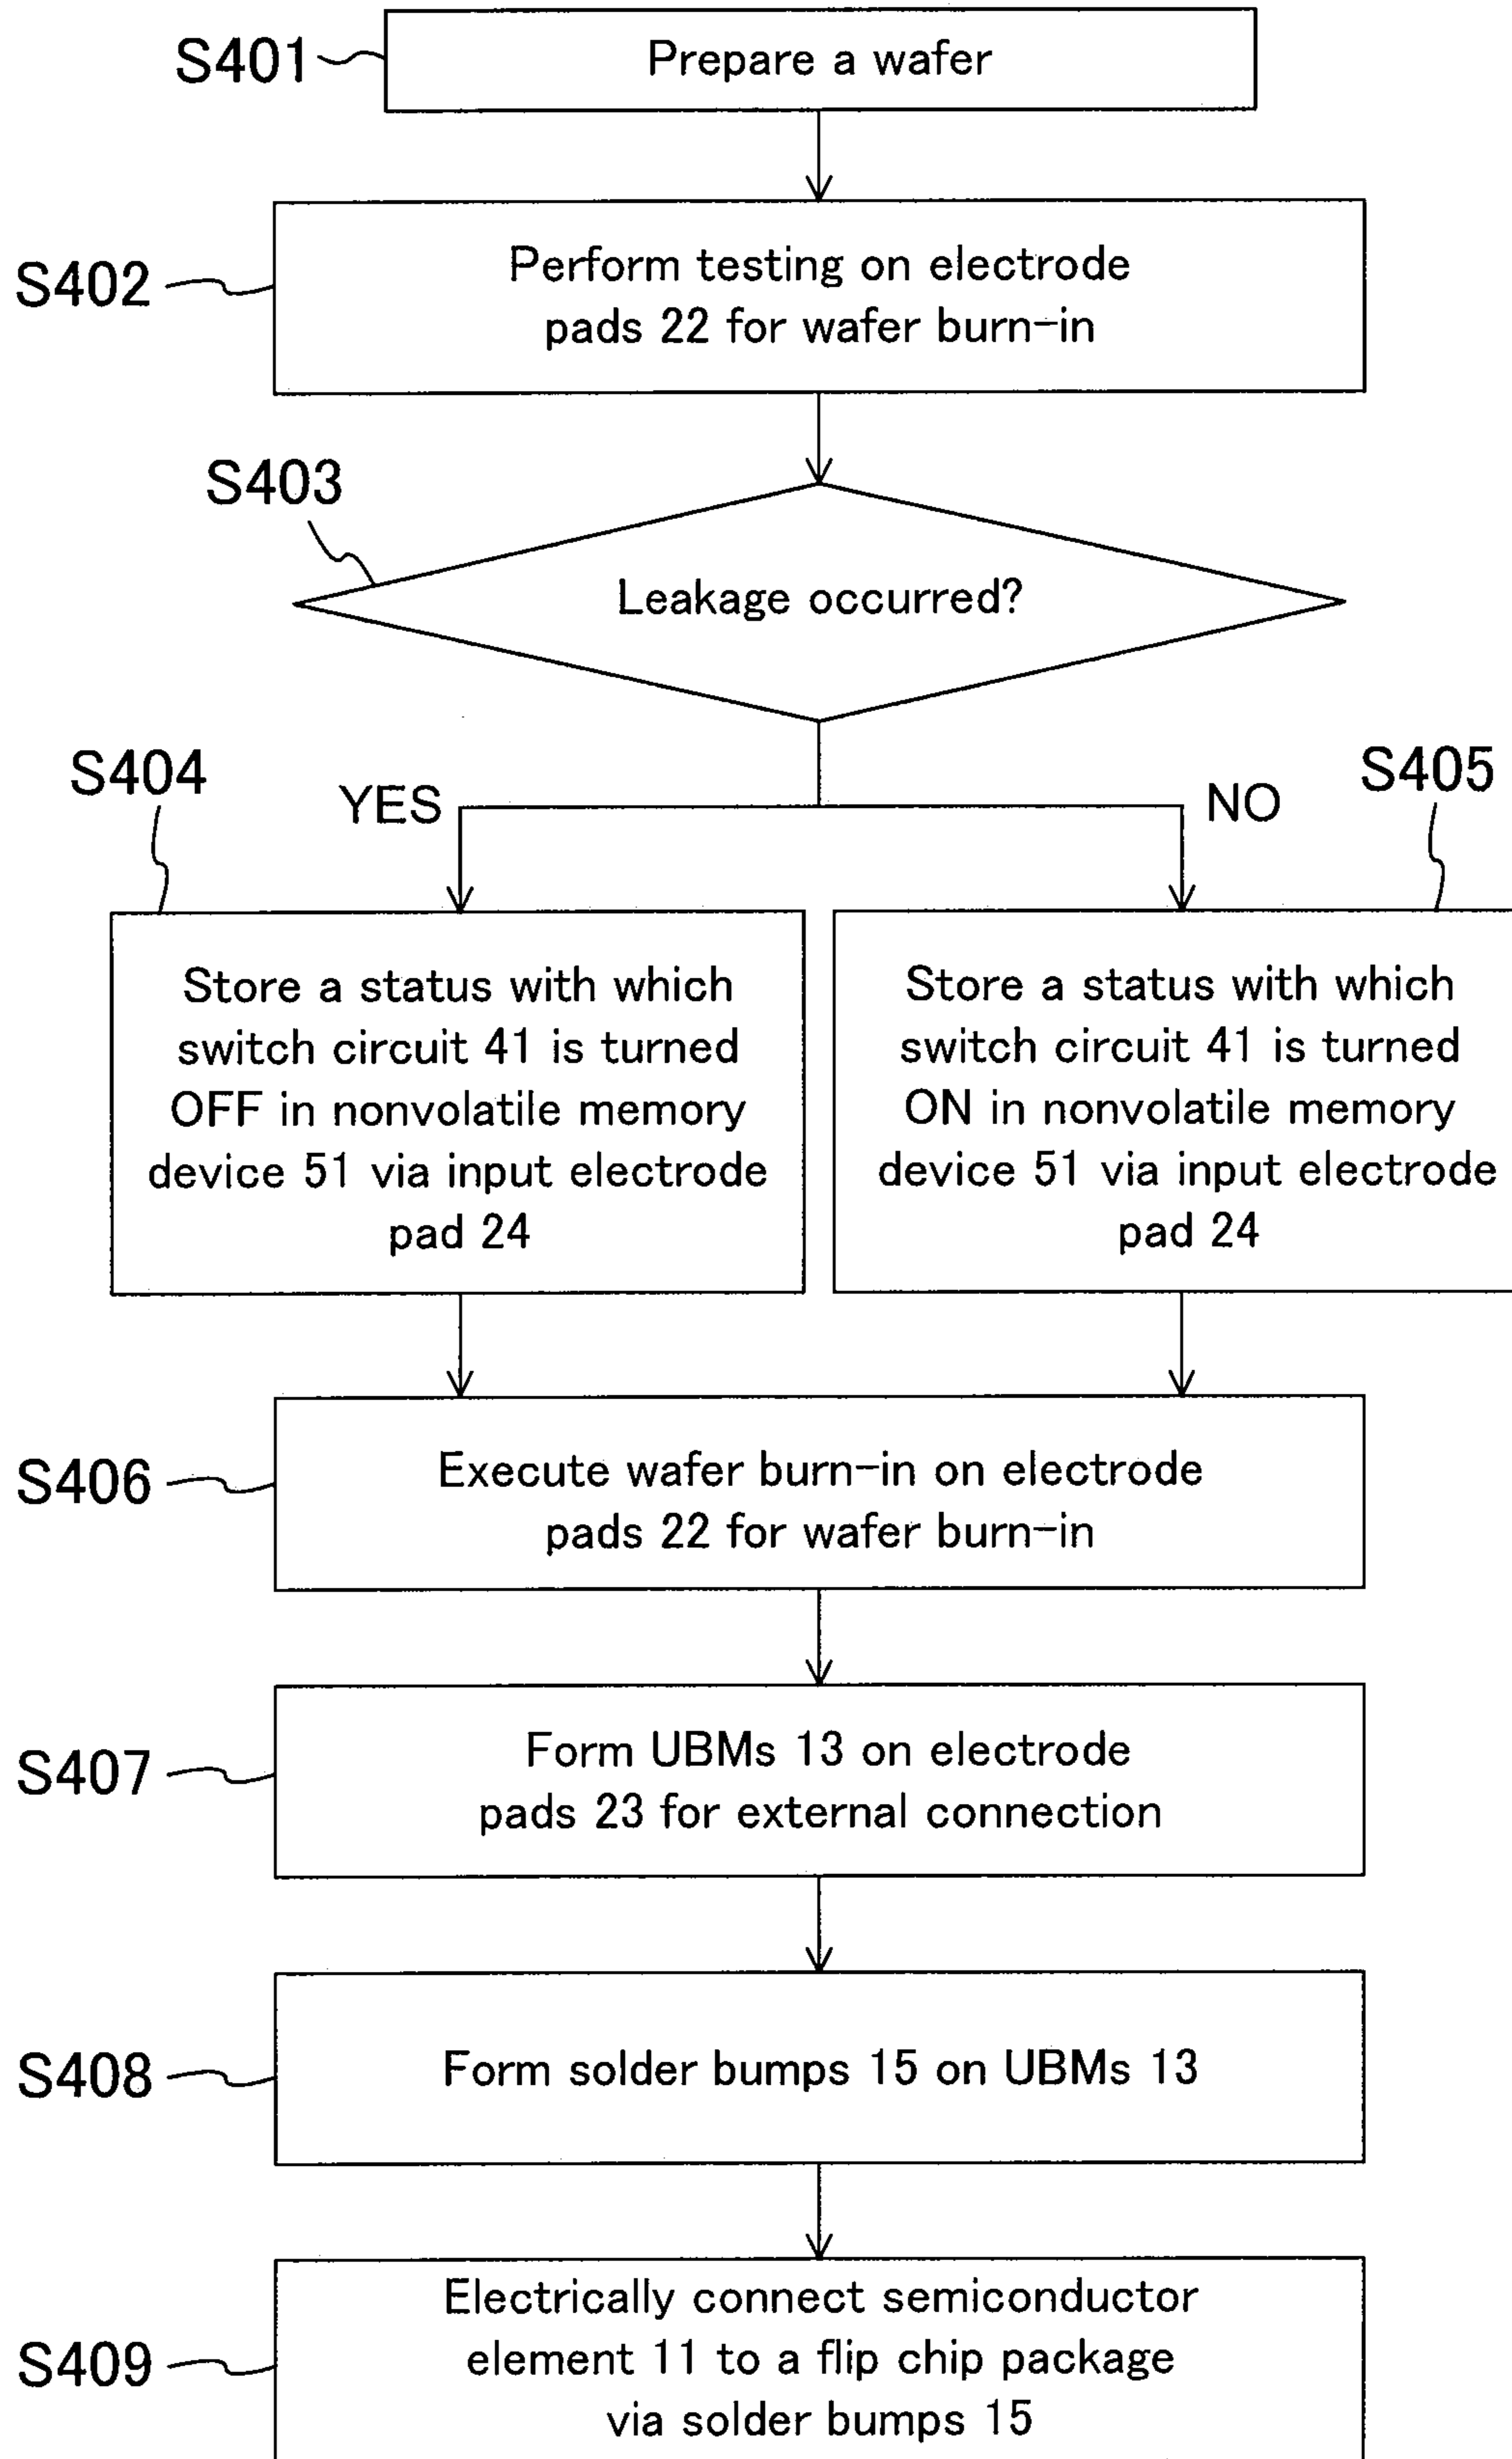 S401
Prepare a wafer
S402
Perform testing on electrode
pads 22 for wafer burn-in
S403
Leakage occurred?
YES
NO
S404
Store a status with which
switch circuit 41 is turned
OFF in nonvolatile memory
device 51 via input electrode
pad 24
S405
Store a status with which
switch circuit 41 is turned
ON in nonvolatile memory
device 51 via input electrode
pad 24
S406
Execute wafer burn-in on electrode
pads 22 for wafer burn-in
S407
Form UBMs 13 on electrode
pads 23 for external connection
S408
Form solder bumps 15 on UBMs 13
S409
Electrically connect semiconductor
element 11 to a flip chip package
via solder bumps 15